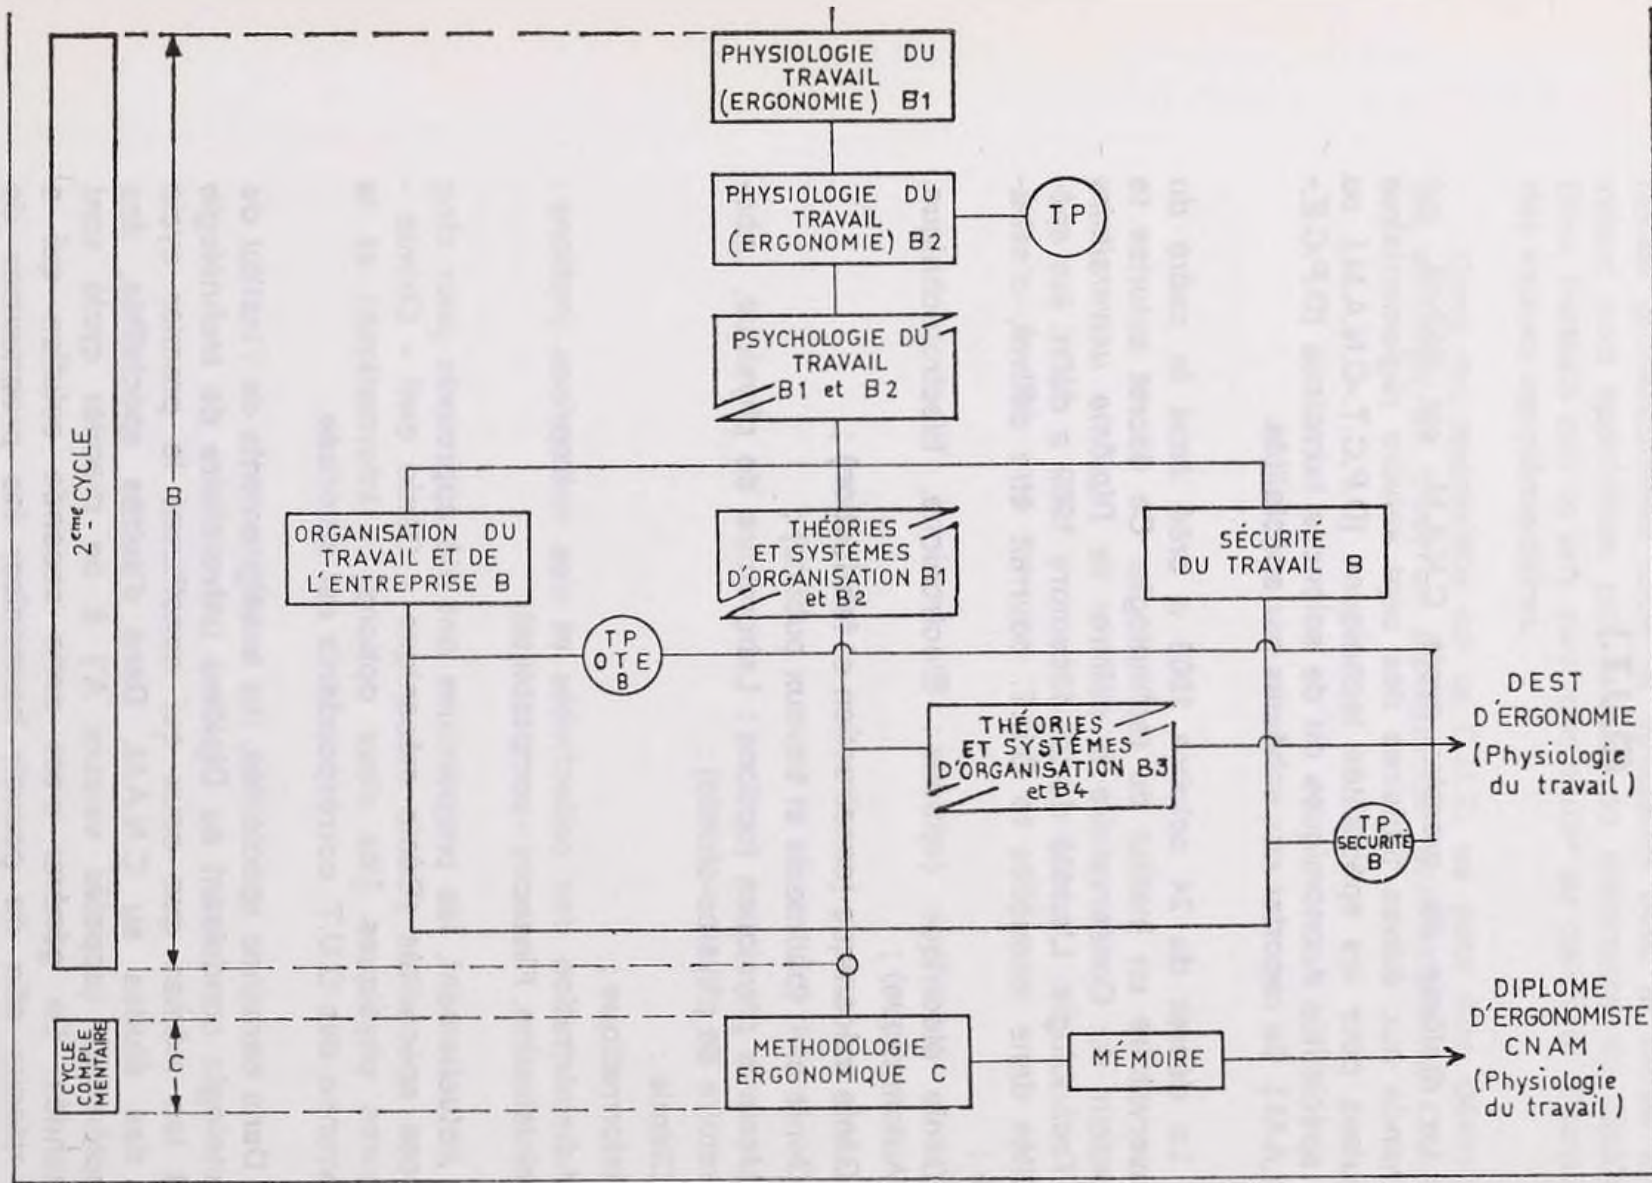 2eme CYCLE
B
PHYSIOLOGIE DU
TRAVAIL
(ERGONOMIE) B1
PHYSIOLOGIE DU
TRAVAIL
(ERGONOMIE) B2
TP
PSYCHOLOGIE DU
TRAVAIL
B1 et B2
ORGANISATION DU
TRAVAIL ET DE
L'ENTREPRISE B
THÉORIES
ET SYSTÉMES
D'ORGANISATION B1
et B2
SÉCURITÉ
DU TRAVAIL B
TP
OTE
B
THÉORIES
ET SYSTÉMES
D'ORGANISATION B3
et B4
DEST
D'ERGONOMIE
(Physiologie
du travail)
TP
SECURITÉ
B
CYCLE
COMPLE
MENTAIRE
C
METHODOLOGIE
ERGONOMIQUE C
MÉMOIRE
DIPLOME
D'ERGONOMISTE
CNAM
(Physiologie
du travail)